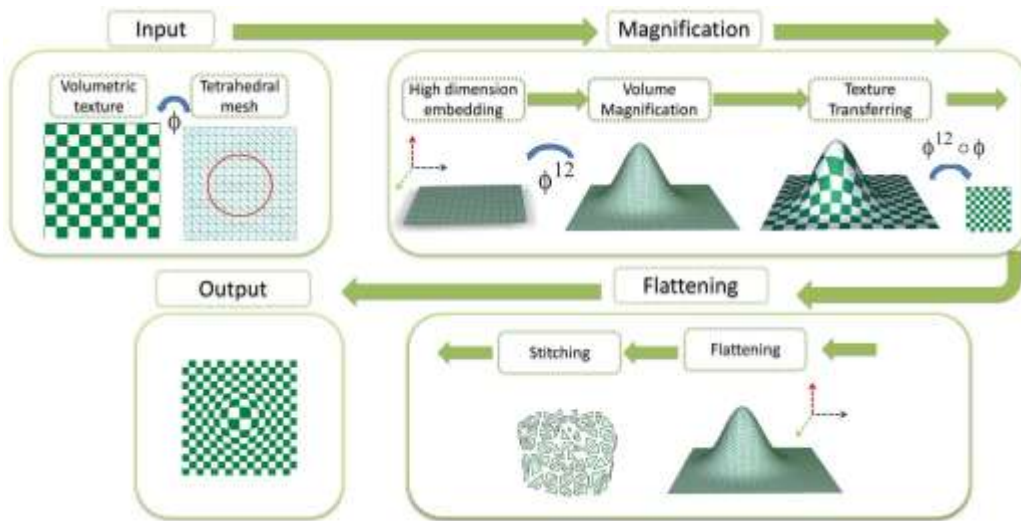 Input
Magnification
Volumetric
texture
Tetrahedral
mesh
ϕ
High dimension
embedding
Volume
Magnification
Texture
Transferring
ϕ¹²
ϕ¹² ○ ϕ
Output
Flattening
Stitching
Flattening